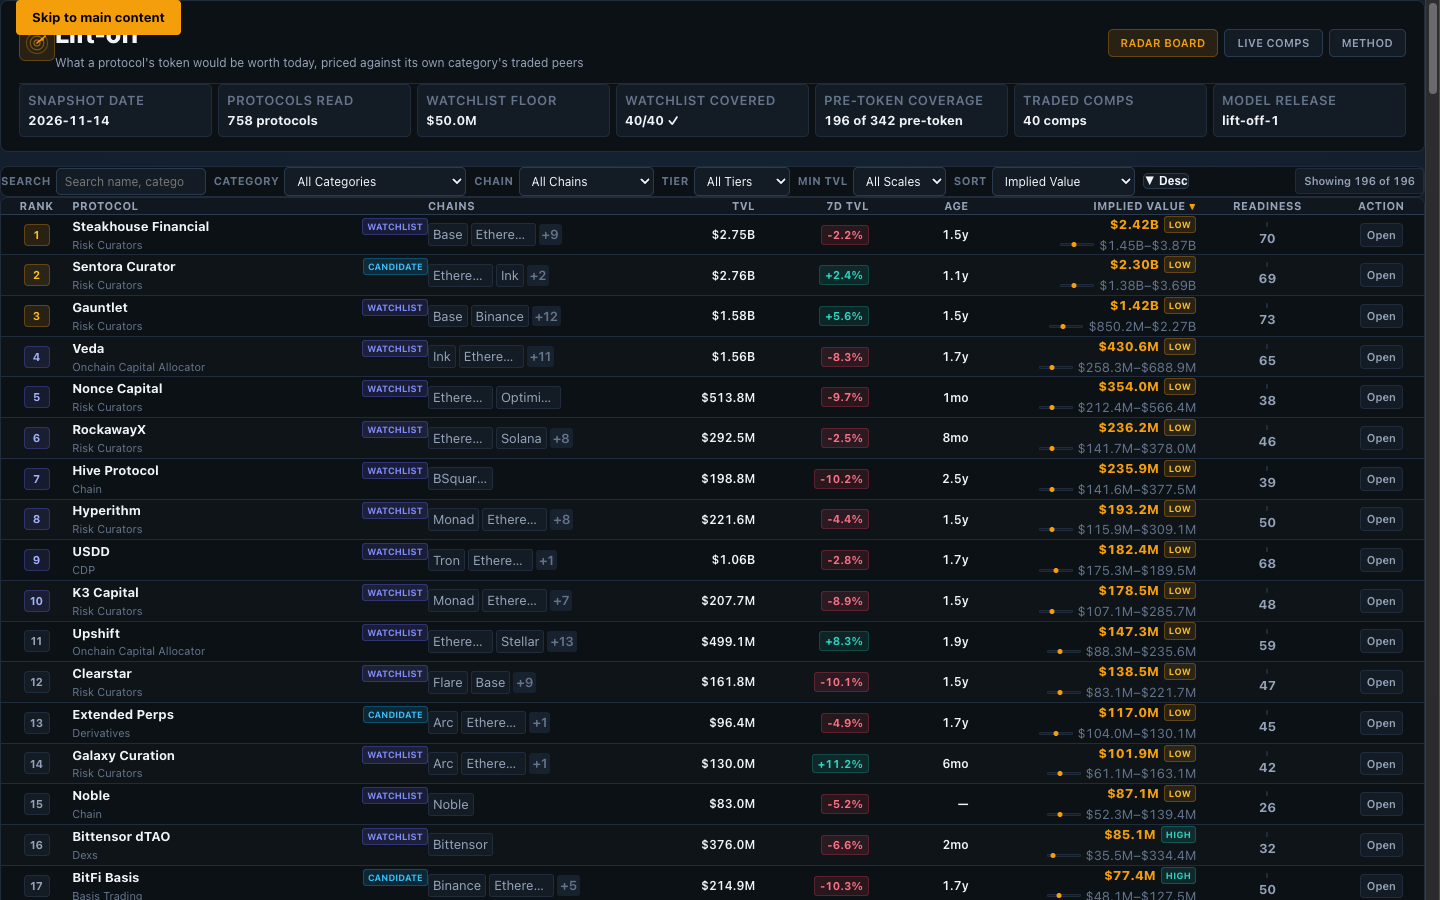 Skip to main content
Lift-off
What a protocol's token would be worth today, priced against its own category's traded peers
RADAR BOARD LIVE COMPS METHOD
SNAPSHOT DATE PROTOCOLS READ WATCHLIST FLOOR WATCHLIST COVERED PRE-TOKEN COVERAGE TRADED COMPS MODEL RELEASE
2026-11-14 758 protocols $50.0M 40/40 ✓ 196 of 342 pre-token 40 comps lift-off-1
SEARCH Search name, catego CATEGORY All Categories CHAIN All Chains TIER All Tiers MIN TVL All Scales SORT Implied Value ▼ Desc Showing 196 of 196
RANK PROTOCOL CHAINS TVL 7D TVL AGE IMPLIED VALUE ▼ READINESS ACTION
1 Steakhouse Financial WATCHLIST Base Ethere... +9 $2.75B -2.2% 1.5y $2.42B LOW 70 Open
Risk Curators $1.45B–$3.87B
2 Sentora Curator CANDIDATE Ethere... Ink +2 $2.76B +2.4% 1.1y $2.30B LOW 69 Open
Risk Curators $1.38B–$3.69B
3 Gauntlet WATCHLIST Base Binance +12 $1.58B +5.6% 1.5y $1.42B LOW 73 Open
Risk Curators $850.2M–$2.27B
4 Veda WATCHLIST Ink Ethere... +11 $1.56B -8.3% 1.7y $430.6M LOW 65 Open
Onchain Capital Allocator $258.3M–$688.9M
5 Nonce Capital WATCHLIST Ethere... Optimi... $513.8M -9.7% 1mo $354.0M LOW 38 Open
Risk Curators $212.4M–$566.4M
6 RockawayX WATCHLIST Ethere... Solana +8 $292.5M -2.5% 8mo $236.2M LOW 46 Open
Risk Curators $141.7M–$378.0M
7 Hive Protocol WATCHLIST BSquar... $198.8M -10.2% 2.5y $235.9M LOW 39 Open
Chain $141.6M–$377.5M
8 Hyperithm WATCHLIST Monad Ethere... +8 $221.6M -4.4% 1.5y $193.2M LOW 50 Open
Risk Curators $115.9M–$309.1M
9 USDD WATCHLIST Tron Ethere... +1 $1.06B -2.8% 1.7y $182.4M LOW 68 Open
CDP $175.3M–$189.5M
10 K3 Capital WATCHLIST Monad Ethere... +7 $207.7M -8.9% 1.5y $178.5M LOW 48 Open
Risk Curators $107.1M–$285.7M
11 Upshift WATCHLIST Ethere... Stellar +13 $499.1M +8.3% 1.9y $147.3M LOW 59 Open
Onchain Capital Allocator $88.3M–$235.6M
12 Clearstar WATCHLIST Flare Base +9 $161.8M -10.1% 1.5y $138.5M LOW 47 Open
Risk Curators $83.1M–$221.7M
13 Extended Perps CANDIDATE Arc Ethere... +1 $96.4M -4.9% 1.7y $117.0M LOW 45 Open
Derivatives $104.0M–$130.1M
14 Galaxy Curation WATCHLIST Arc Ethere... +1 $130.0M +11.2% 6mo $101.9M LOW 42 Open
Risk Curators $61.1M–$163.1M
15 Noble WATCHLIST Noble $83.0M -5.2% — $87.1M LOW 26 Open
Chain $52.3M–$139.4M
16 Bittensor dTAO WATCHLIST Bittensor $376.0M -6.6% 2mo $85.1M HIGH 32 Open
Dexs $35.5M–$334.4M
17 BitFi Basis CANDIDATE Binance Ethere... +5 $214.9M -10.3% 1.7y $77.4M HIGH 50 Open
Basis Trading $48.1M–$127.5M